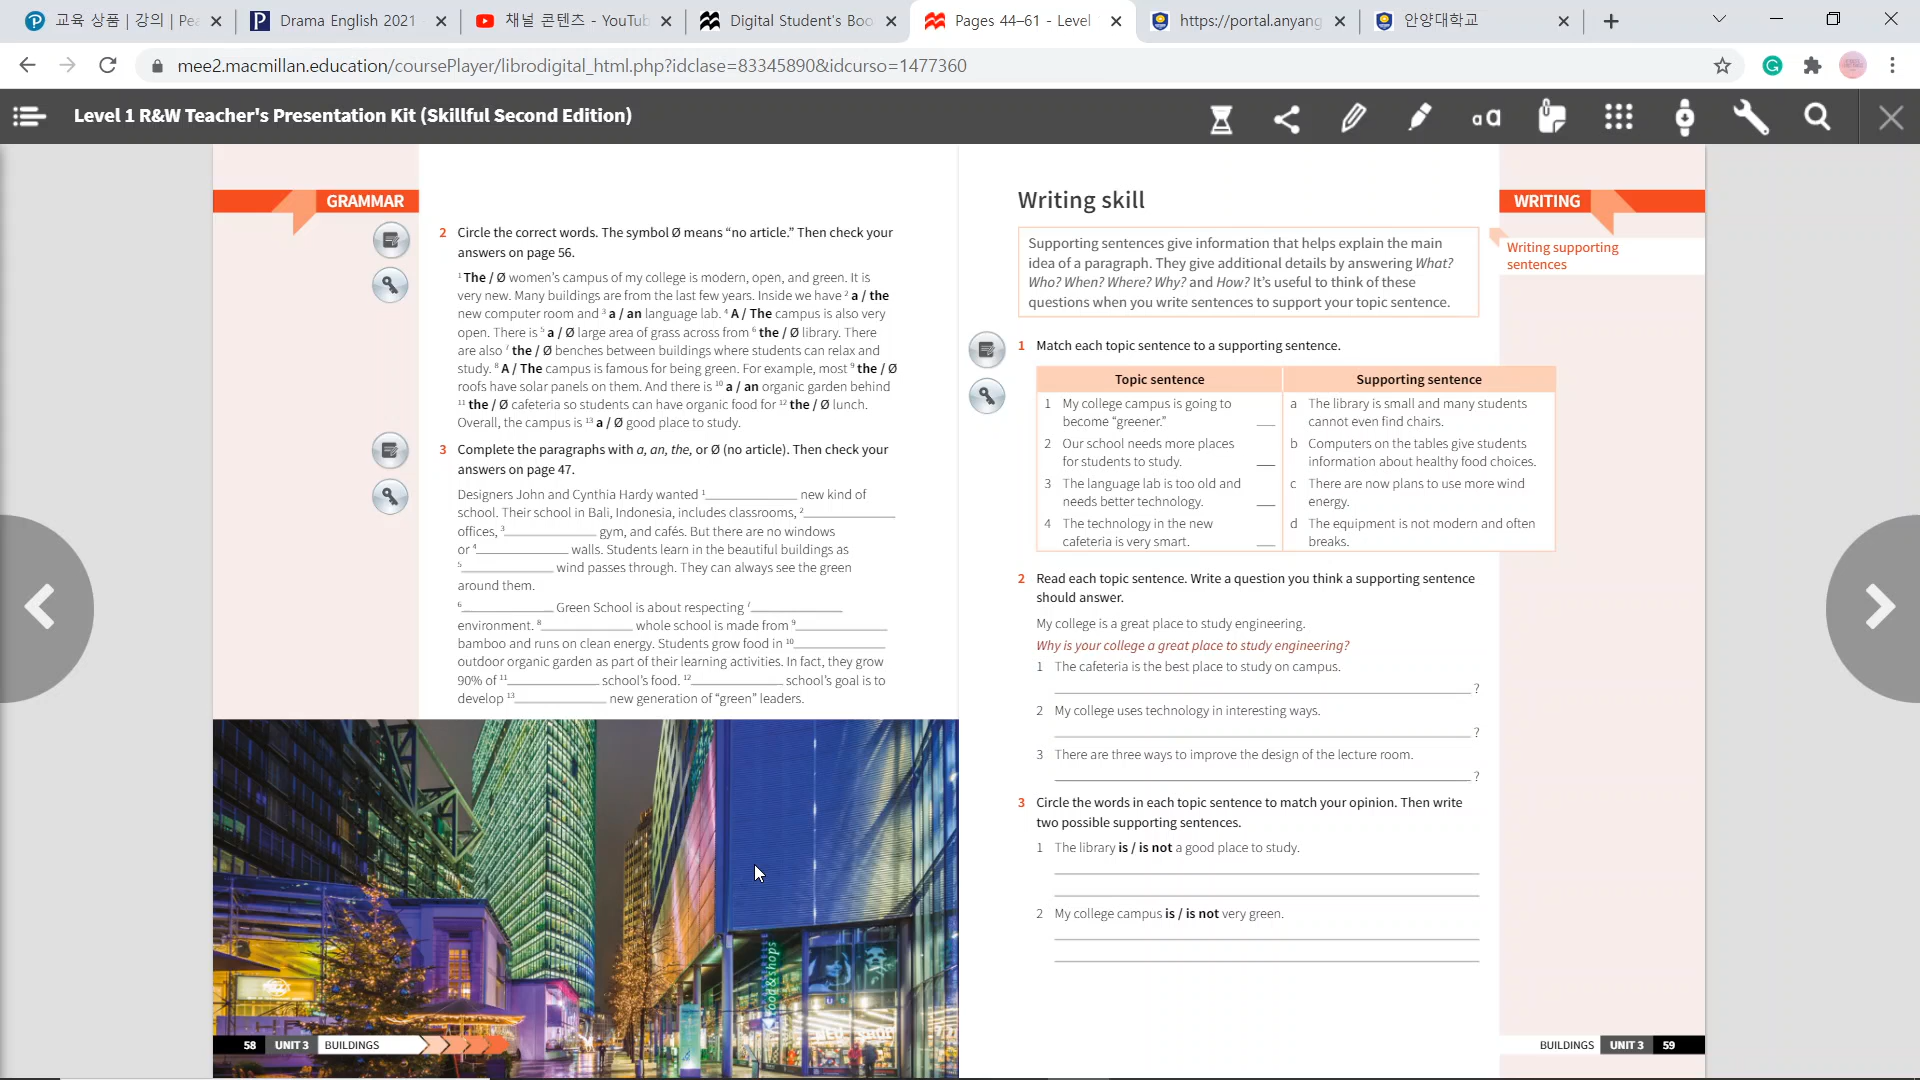 교육 상품 | 강의 | Pea
Drama English 2021
채널 콘텐츠 - YouTub
Digital Student's Boo
Pages 44–61 - Level
https://portal.anyang
안양대학교
mee2.macmillan.education/coursePlayer/librodigital_html.php?idclase=83345890&idcurso=1477360
Level 1 R&W Teacher's Presentation Kit (Skillful Second Edition)
GRAMMAR
2 Circle the correct words. The symbol Ø means “no article.” Then check your
answers on page 56.
¹ The / Ø women’s campus of my college is modern, open, and green. It is
very new. Many buildings are from the last few years. Inside we have ² a / the
new computer room and ³ a / an language lab. ⁴ A / The campus is also very
open. There is ⁵ a / Ø large area of grass across from ⁶ the / Ø library. There
are also ⁷ the / Ø benches between buildings where students can relax and
study. ⁸ A / The campus is famous for being green. For example, most ⁹ the / Ø
roofs have solar panels on them. And there is ¹⁰ a / an organic garden behind
¹¹ the / Ø cafeteria so students can have organic food for ¹² the / Ø lunch.
Overall, the campus is ¹³ a / Ø good place to study.
3 Complete the paragraphs with a, an, the, or Ø (no article). Then check your
answers on page 47.
Designers John and Cynthia Hardy wanted ¹____________ new kind of
school. Their school in Bali, Indonesia, includes classrooms, ²____________
offices, ³____________ gym, and cafés. But there are no windows
or ⁴____________ walls. Students learn in the beautiful buildings as
⁵____________ wind passes through. They can always see the green
around them.
⁶____________ Green School is about respecting ⁷____________
environment. ⁸____________ whole school is made from ⁹____________
bamboo and runs on clean energy. Students grow food in ¹⁰____________
outdoor organic garden as part of their learning activities. In fact, they grow
90% of ¹¹____________ school’s food. ¹²____________ school’s goal is to
develop ¹³____________ new generation of “green” leaders.
food & shops
58 UNIT 3 BUILDINGS
Writing skill
WRITING
Writing supporting
sentences
Supporting sentences give information that helps explain the main
idea of a paragraph. They give additional details by answering What?
Who? When? Where? Why? and How? It’s useful to think of these
questions when you write sentences to support your topic sentence.
1 Match each topic sentence to a supporting sentence.
Topic sentence Supporting sentence
1 My college campus is going to
become “greener.” ___
2 Our school needs more places
for students to study. ___
3 The language lab is too old and
needs better technology. ___
4 The technology in the new
cafeteria is very smart. ___
a The library is small and many students
cannot even find chairs.
b Computers on the tables give students
information about healthy food choices.
c There are now plans to use more wind
energy.
d The equipment is not modern and often
breaks.
2 Read each topic sentence. Write a question you think a supporting sentence
should answer.
My college is a great place to study engineering.
Why is your college a great place to study engineering?
1 The cafeteria is the best place to study on campus.
____________?
2 My college uses technology in interesting ways.
____________?
3 There are three ways to improve the design of the lecture room.
____________?
3 Circle the words in each topic sentence to match your opinion. Then write
two possible supporting sentences.
1 The library is / is not a good place to study.
2 My college campus is / is not very green.
BUILDINGS UNIT 3 59